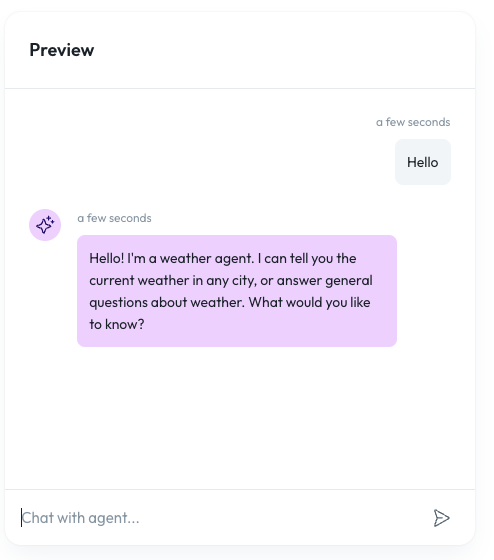 Preview
a few seconds
Hello
a few seconds
Hello! I'm a weather agent. I can tell you the
current weather in any city, or answer general
questions about weather. What would you like
to know?
Chat with agent...